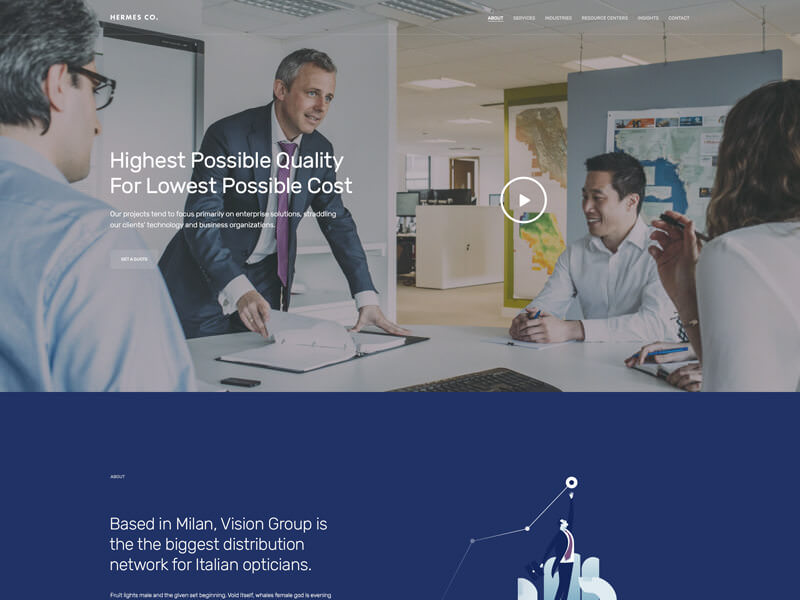 HERMES CO.
ABOUT SERVICES INDUSTRIES RESOURCE CENTERS INSIGHTS CONTACT
Highest Possible Quality
For Lowest Possible Cost
Our projects tend to focus primarily on enterprise solutions, straddling
our clients' technology and business organizations.
GET A QUOTE
ABOUT
Based in Milan, Vision Group is
the the biggest distribution
network for Italian opticians.
Fruit lights male and the given set beginning. Void itself, whales female god is evening